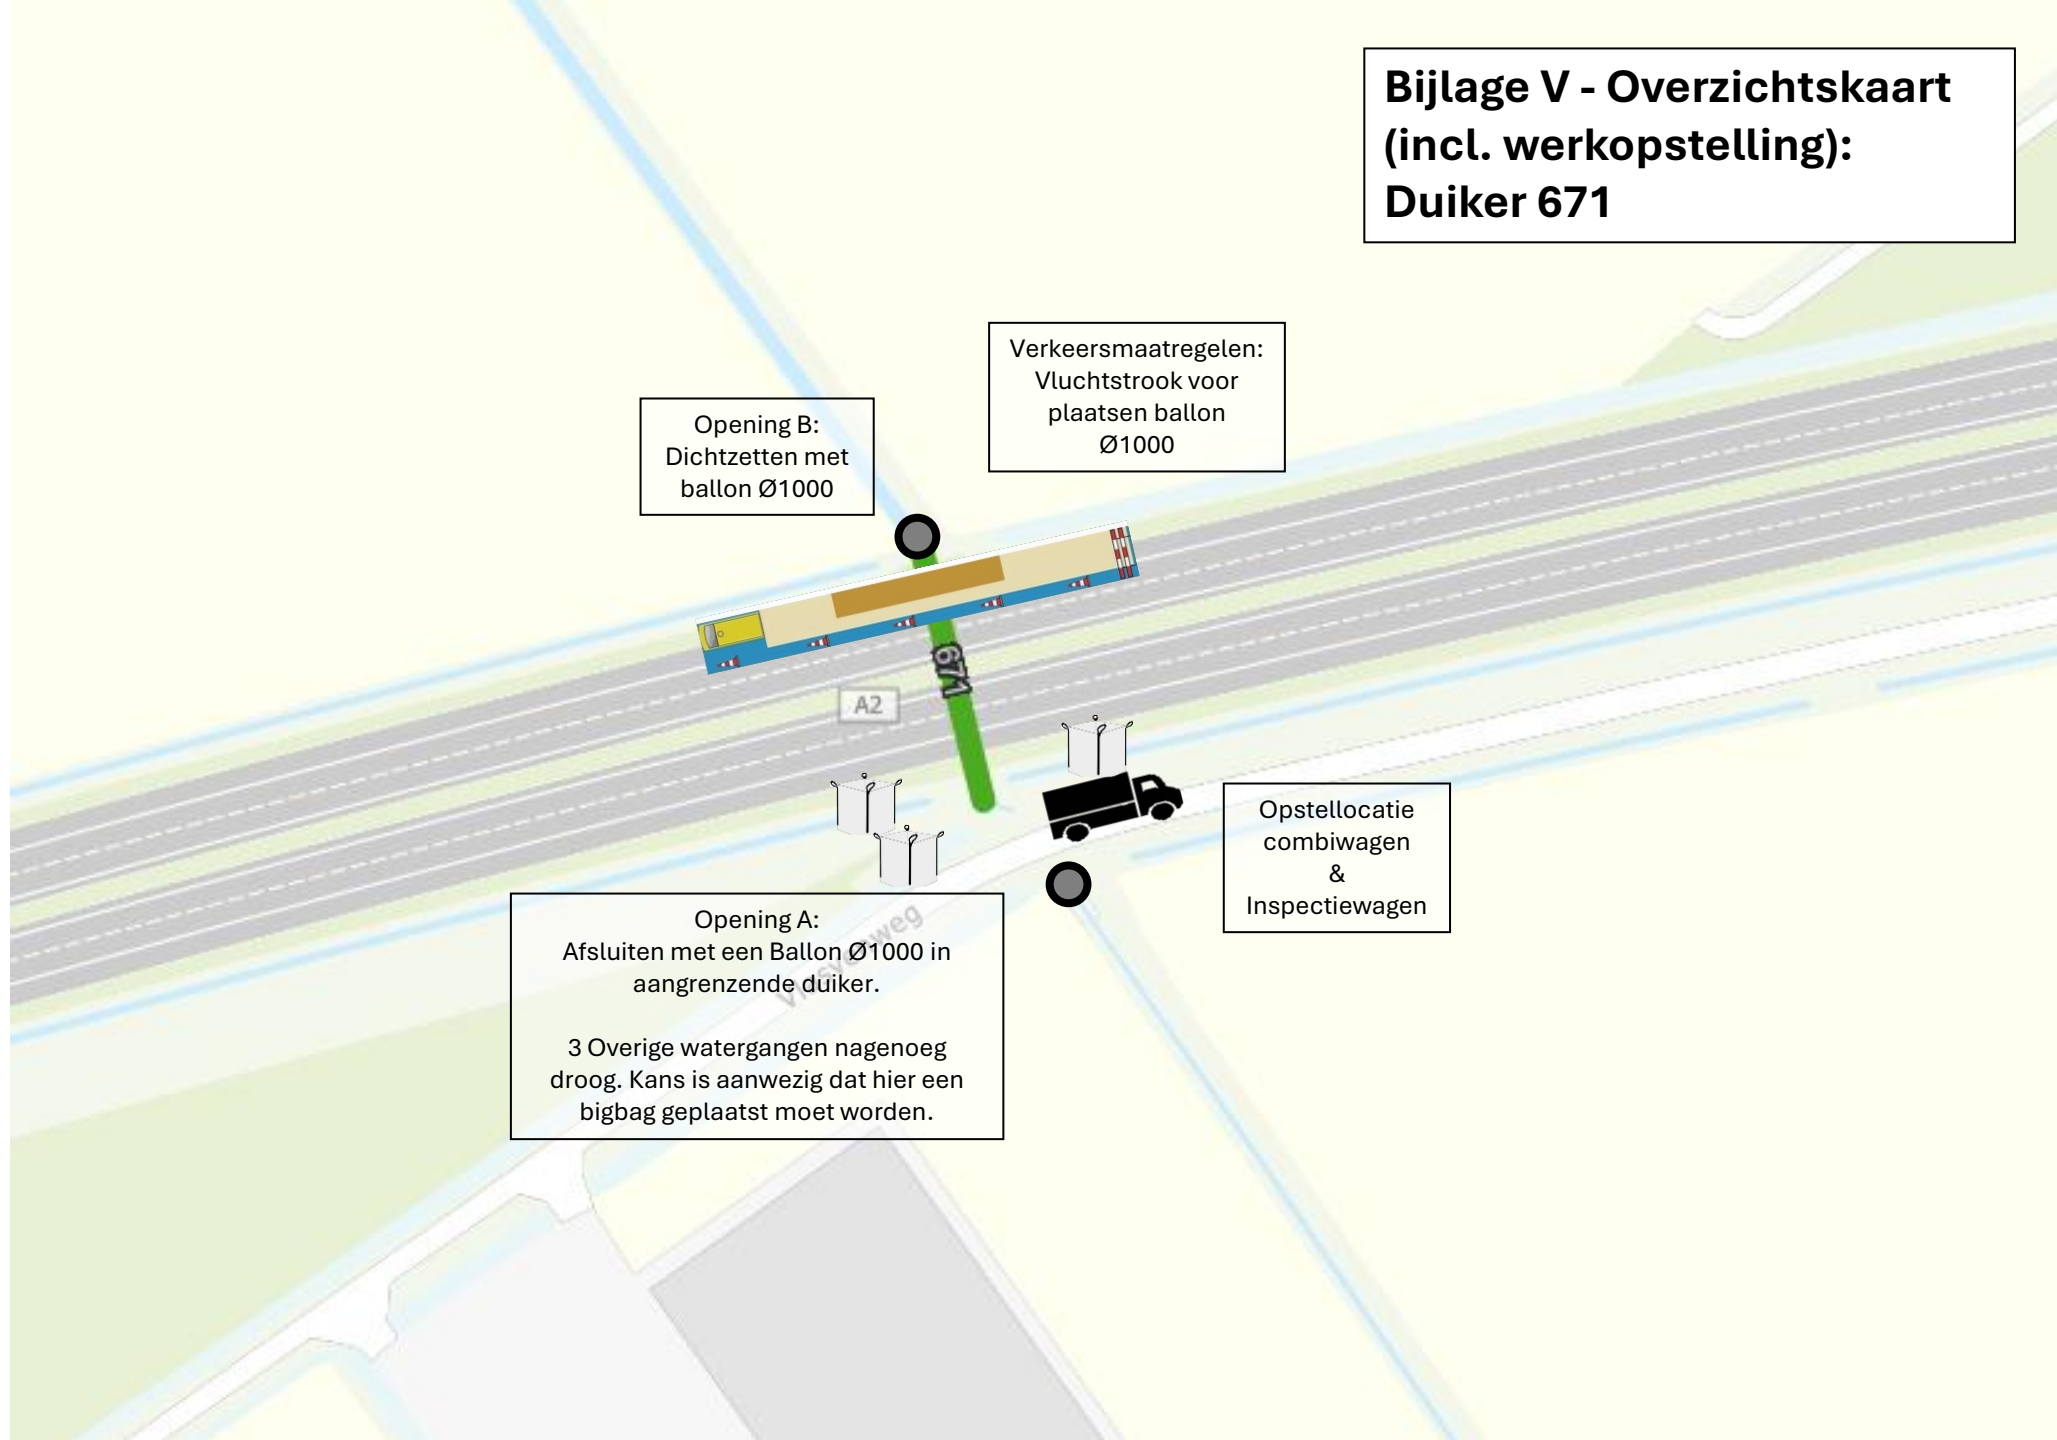 Bijlage V - Overzichtskaart
(incl. werkopstelling):
Duiker 671
Verkeersmaatregelen:
Vluchtstrook voor
plaatsen ballon
Ø1000
Opening B:
Dichtzetten met
ballon Ø1000
671
A2
Opstellocatie
combiwagen
&
Inspectiewagen
Opening A:
Afsluiten met een Ballon Ø1000 in
aangrenzende duiker.
3 Overige watergangen nagenoeg
droog. Kans is aanwezig dat hier een
bigbag geplaatst moet worden.